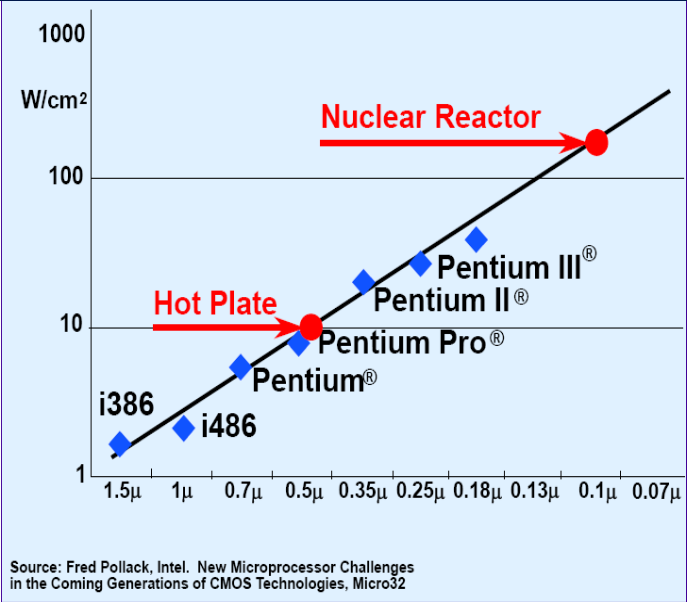 1000
W/cm²
Nuclear Reactor
100
Pentium III®
Hot Plate
Pentium II®
10
Pentium Pro®
Pentium®
i386
i486
1
1.5μ 1μ 0.7μ 0.5μ 0.35μ 0.25μ 0.18μ 0.13μ 0.1μ 0.07μ
Source: Fred Pollack, Intel. New Microprocessor Challenges
in the Coming Generations of CMOS Technologies, Micro32